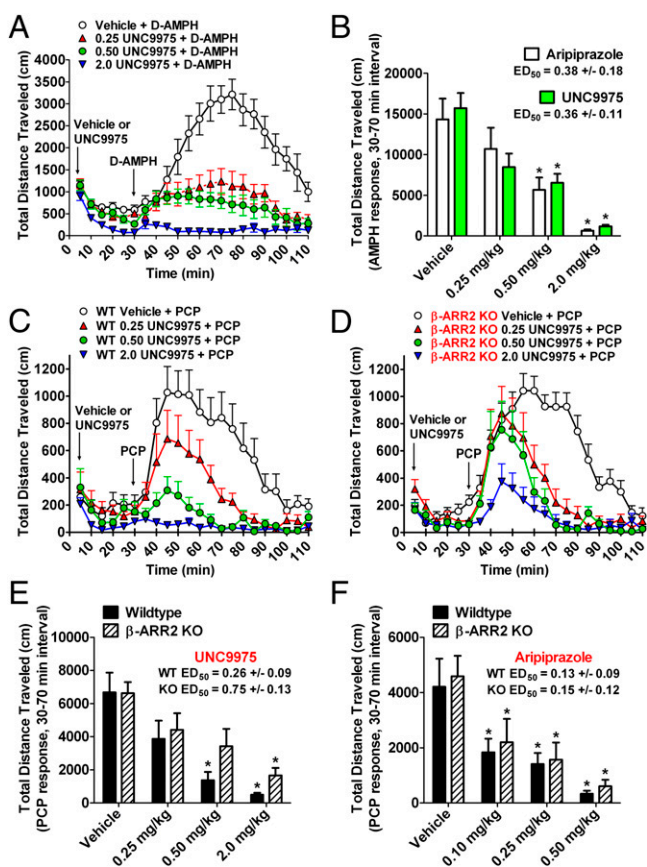 A
Vehicle + D-AMPH
0.25 UNC9975 + D-AMPH
0.50 UNC9975 + D-AMPH
2.0 UNC9975 + D-AMPH
Total Distance Traveled (cm)
4000
3500
3000
2500
2000
1500
1000
500
0
Vehicle or
UNC9975
D-AMPH
0 10 20 30 40 50 60 70 80 90 100 110
Time (min)
B
Aripiprazole
ED50 = 0.38 +/- 0.18
UNC9975
ED50 = 0.36 +/- 0.11
Total Distance Traveled (cm)
(AMPH response, 30-70 min interval)
20000
15000
10000
5000
0
* *
* *
Vehicle
0.25 mg/kg
0.50 mg/kg
2.0 mg/kg
C
WT Vehicle + PCP
WT 0.25 UNC9975 + PCP
WT 0.50 UNC9975 + PCP
WT 2.0 UNC9975 + PCP
Total Distance Traveled (cm)
1200
1000
800
600
400
200
0
Vehicle or
UNC9975
PCP
0 10 20 30 40 50 60 70 80 90 100 110
Time (min)
D
β-ARR2 KO Vehicle + PCP
β-ARR2 KO 0.25 UNC9975 + PCP
β-ARR2 KO 0.50 UNC9975 + PCP
β-ARR2 KO 2.0 UNC9975 + PCP
Total Distance Traveled (cm)
1200
1000
800
600
400
200
0
Vehicle or
UNC9975
PCP
0 10 20 30 40 50 60 70 80 90 100 110
Time (min)
E
Wildtype
β-ARR2 KO
UNC9975
WT ED50 = 0.26 +/- 0.09
KO ED50 = 0.75 +/- 0.13
Total Distance Traveled (cm)
(PCP response, 30-70 min interval)
10000
8000
6000
4000
2000
0
*
* *
Vehicle
0.25 mg/kg
0.50 mg/kg
2.0 mg/kg
F
Wildtype
β-ARR2 KO
Aripiprazole
WT ED50 = 0.13 +/- 0.09
KO ED50 = 0.15 +/- 0.12
Total Distance Traveled (cm)
(PCP response, 30-70 min interval)
6000
4000
2000
0
* *
* *
* *
Vehicle
0.10 mg/kg
0.25 mg/kg
0.50 mg/kg